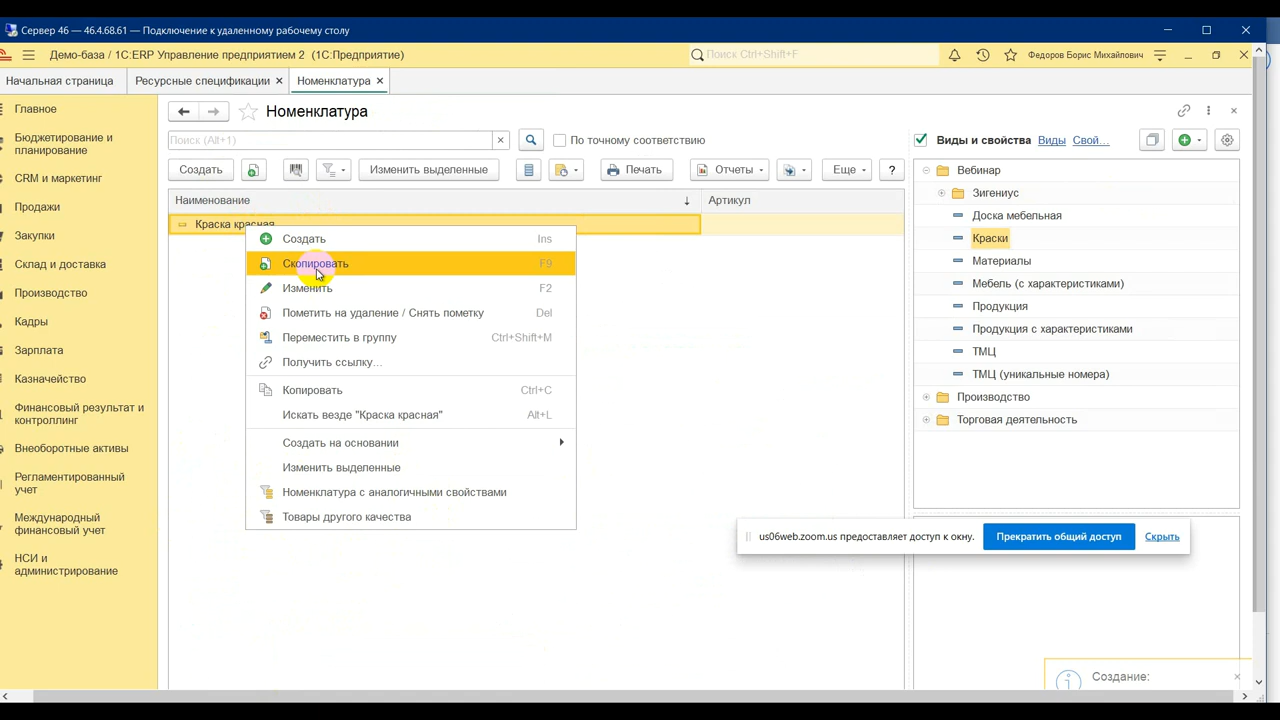 Сервер 46 — 46.4.68.61 — Подключение к удаленному рабочему столу
Демо-база / 1C:ERP Управление предприятием 2 (1С:Предприятие)
Поиск Ctrl+Shift+F
Федоров Борис Михайлович
Начальная страница
Ресурсные спецификации ×
Номенклатура ×
Главное
Бюджетирование и
планирование
CRM и маркетинг
Продажи
Закупки
Склад и доставка
Производство
Кадры
Зарплата
Казначейство
Финансовый результат и
контроллинг
Внеоборотные активы
Регламентированный
учет
Международный
финансовый учет
НСИ и
администрирование
Номенклатура
Поиск (Alt+1)
По точному соответствию
Создать
Изменить выделенные
Печать
Отчеты
Еще
?
Наименование
Артикул
Краска красная
Создать Ins
Скопировать F9
Изменить F2
Пометить на удаление / Снять пометку Del
Переместить в группу Ctrl+Shift+M
Получить ссылку...
Копировать Ctrl+C
Искать везде "Краска красная" Alt+L
Создать на основании
Изменить выделенные
Номенклатура с аналогичными свойствами
Товары другого качества
Виды и свойства
Виды
Свой...
Вебинар
Зигениус
Доска мебельная
Краски
Материалы
Мебель (с характеристиками)
Продукция
Продукция с характеристиками
ТМЦ
ТМЦ (уникальные номера)
Производство
Торговая деятельность
us06web.zoom.us предоставляет доступ к окну.
Прекратить общий доступ
Скрыть
Создание: